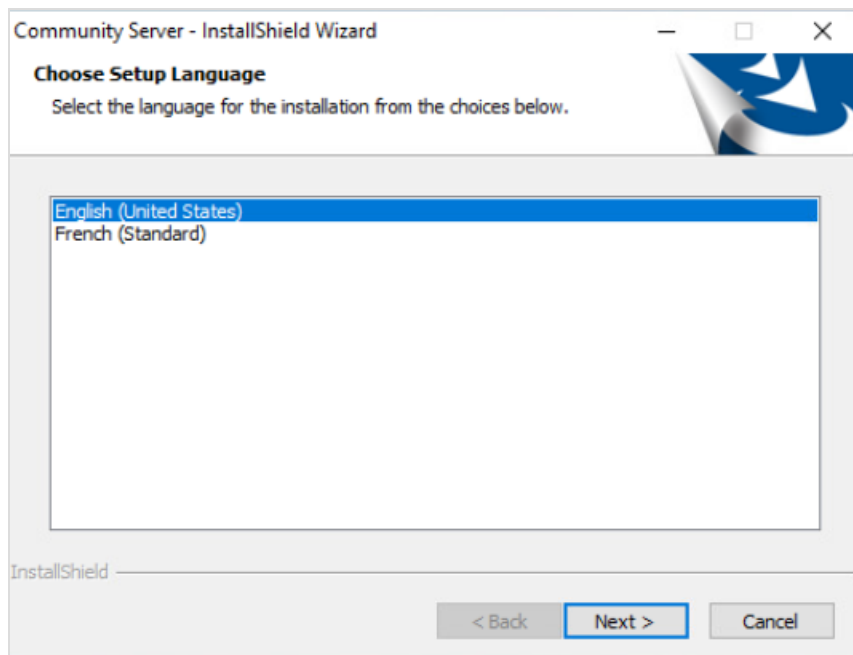 Community Server - InstallShield Wizard
Choose Setup Language
Select the language for the installation from the choices below.
English (United States)
French (Standard)
InstallShield
< Back Next > Cancel